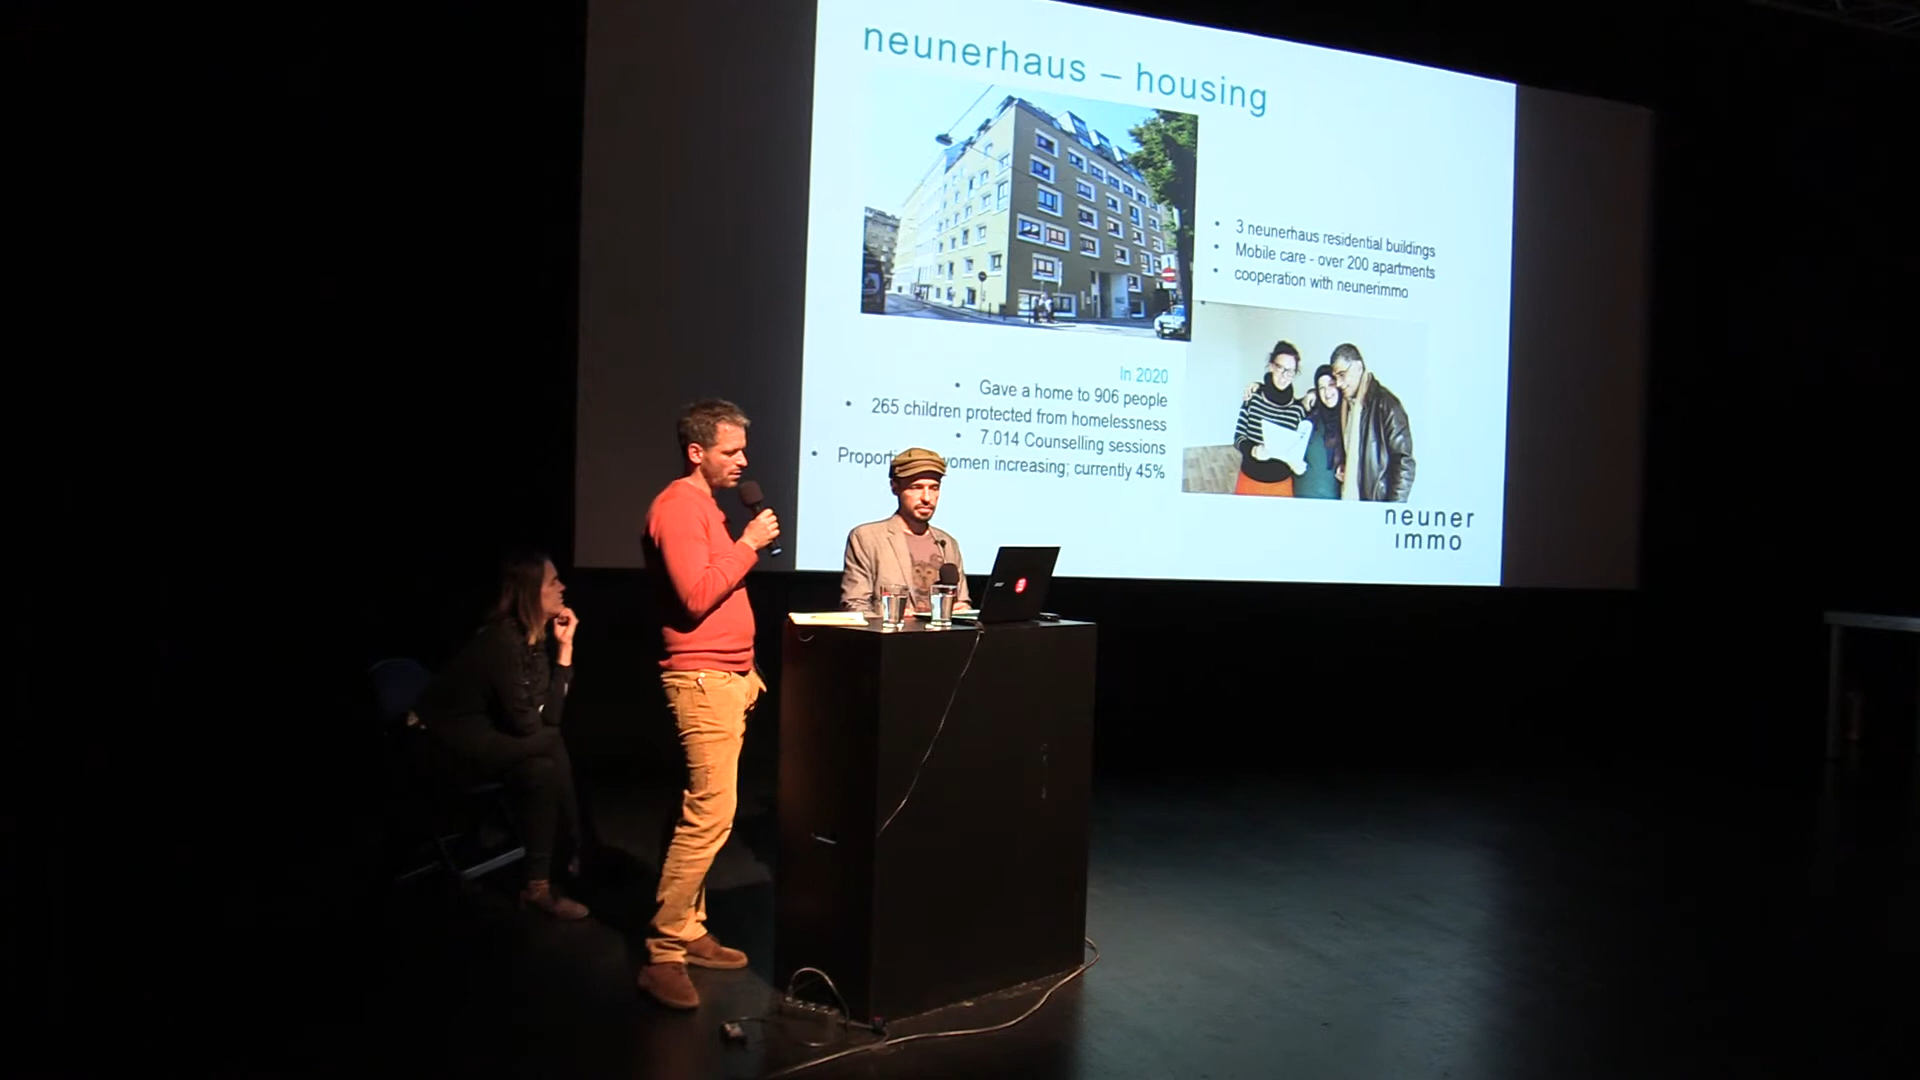 neunerhaus – housing
• 3 neunerhaus residential buildings
• Mobile care - over 200 apartments
• cooperation with neunerimmo
In 2020
• Gave a home to 906 people
• 265 children protected from homelessness
• 7.014 Counselling sessions
• women increasing; currently 45%
neuner
immo